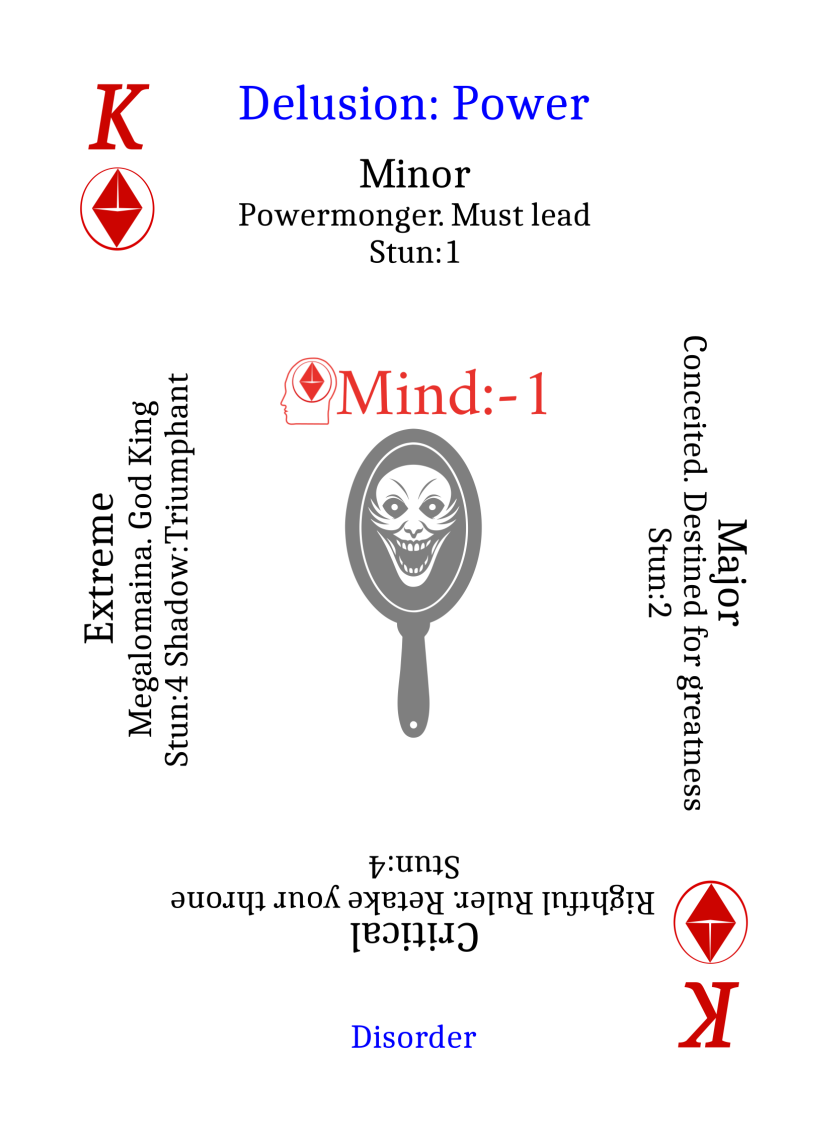 K
Delusion: Power
Minor
Powermonger. Must lead
Stun:1
Mind:-1
Major
Conceited. Destined for greatness
Stun:2
Critical
Rightful Ruler. Retake your throne
Stun:4
Extreme
Megalomaina. God King
Stun:4 Shadow:Triumphant
K
Disorder